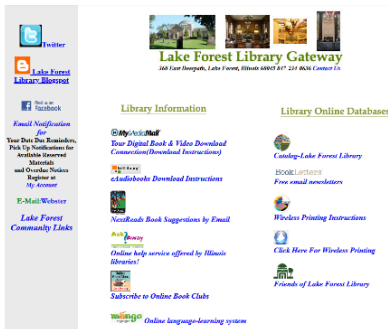 Twitter
Lake Forest
Library Blogspot
Find us on
Facebook
Email Notification
for
Your Date Due Reminders,
Pick Up Notifications for
Available Reserved
Materials
and Overdue Notices
Register at
My Account
E-Mail:Webster
Lake Forest
Community Links
Lake Forest Library Gateway
360 East Deerpath, Lake Forest, Illinois 60045 847 234 0636 Contact Us
Library Information
MyMediaMall
Your Digital Book & Video Download
Connection(Download Instructions)
eAudiobooks Download Instructions
NextReads Book Suggestions by Email
Online help service offered by Illinois
libraries!
Subscribe to Online Book Clubs
mango Online language-learning system
Library Online Databases
Catalog-Lake Forest Library
BookLetters
Free email newsletters
Wireless Printing Instructions
Click Here For Wireless Printing
Friends of Lake Forest Library